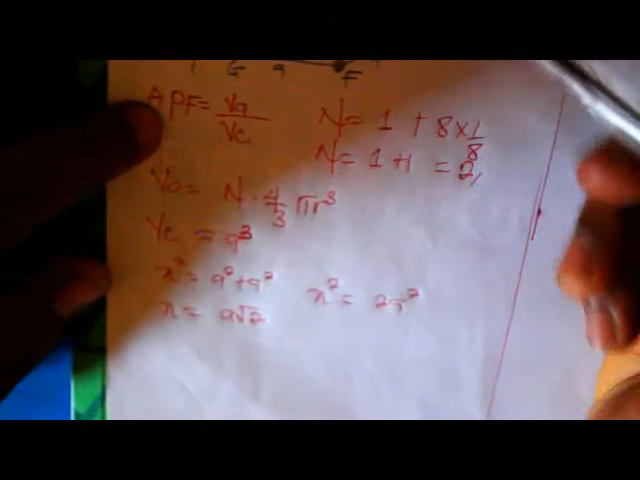 G a F
APF = Va/Vc
N = 1 + 8 × 1/8
N = 1 + 1 = 2,
Va = N · 4/3 πr³
Vc = a³
x² = a² + a²
x² = 2a²
x = a√2